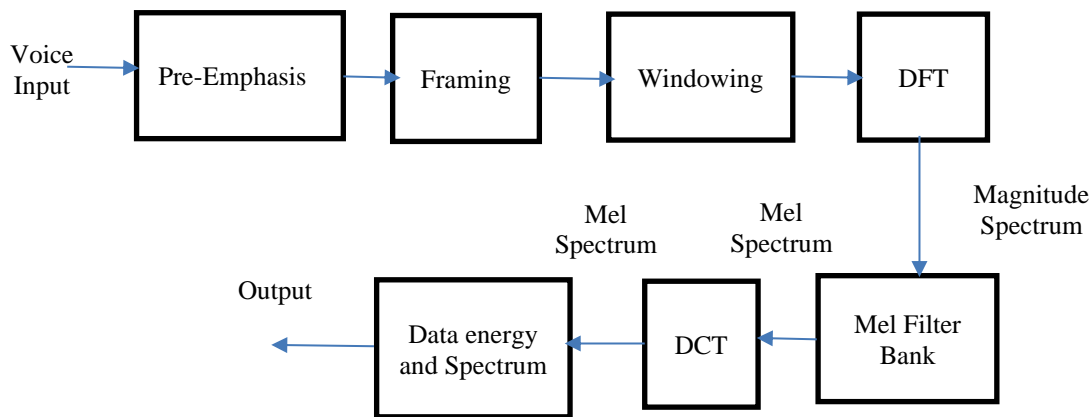 Voice
Input
Pre-Emphasis
Framing
Windowing
DFT
Magnitude
Spectrum
Mel
Spectrum
Mel
Spectrum
Output
Data energy
and Spectrum
DCT
Mel Filter
Bank